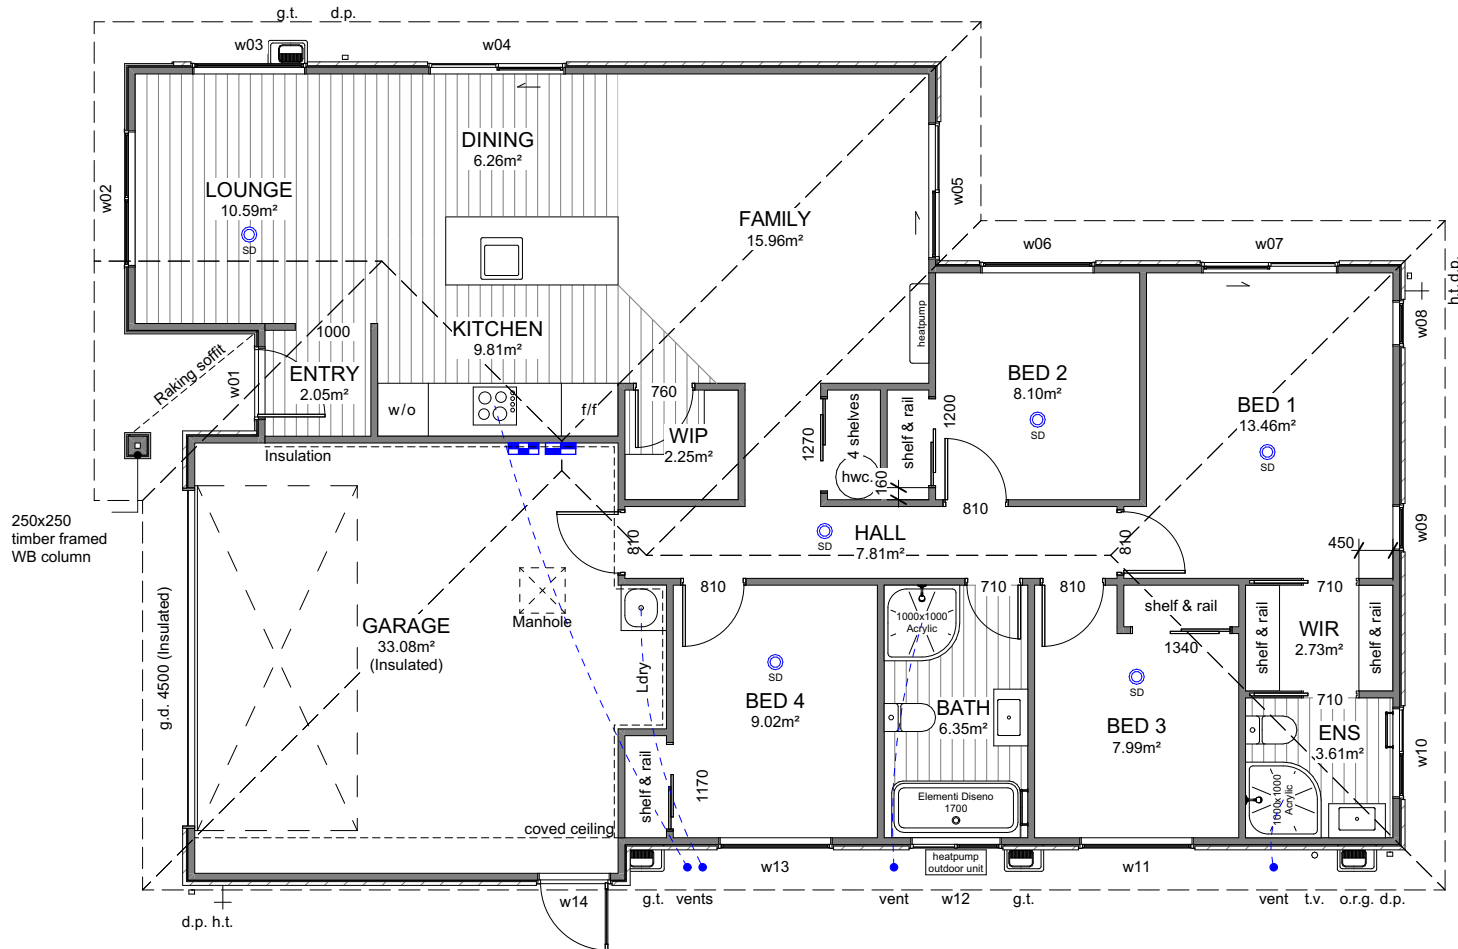 g.t. d.p.
w03
w04
DINING
6.26m²
LOUNGE
10.59m²
SD
w02
FAMILY
15.96m²
w05
w06
w07
h.t.d.p.
w08
heatpump
KITCHEN
9.81m²
1000
Raking soffit
w01
ENTRY
2.05m²
w/o
f/f
760
WIP
2.25m²
1270
4 shelves
hwc.
160
shelf & rail
1200
BED 2
8.10m²
SD
BED 1
13.46m²
SD
w09
450
Insulation
250x250
timber framed
WB column
810
SD
HALL
7.81m²
810
810
810
710
810
710
Manhole
GARAGE
33.08m²
(Insulated)
g.d. 4500 (Insulated)
Ldry
1000x1000
Acrylic
shelf & rail
1340
shelf & rail
WIR
2.73m²
shelf & rail
710
SD
BED 4
9.02m²
BATH
6.35m²
SD
BED 3
7.99m²
ENS
3.61m²
w10
shelf & rail
1170
Elementi Diseno
1700
1000x1000
Acrylic
coved ceiling
w13
heatpump
outdoor unit
w11
d.p. h.t.
w14
g.t. vents
vent
w12
g.t.
vent t.v. o.r.g. d.p.